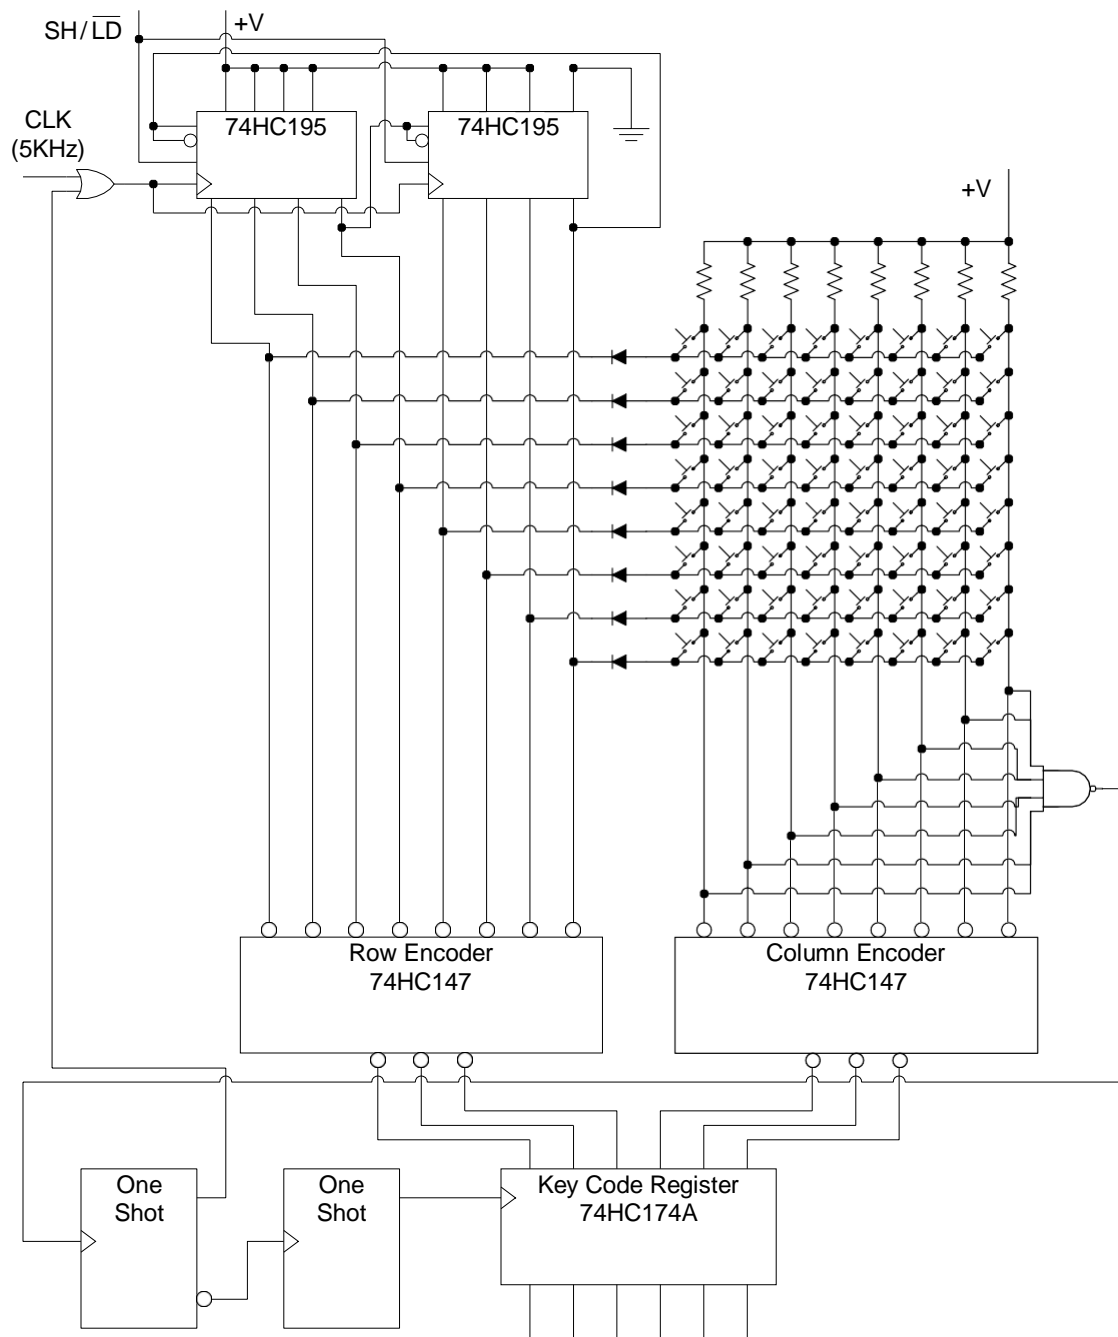 SH/L̅D̅
+V
74HC195
74HC195
CLK
(5KHz)
+V
Row Encoder
74HC147
Column Encoder
74HC147
One
Shot
One
Shot
Key Code Register
74HC174A